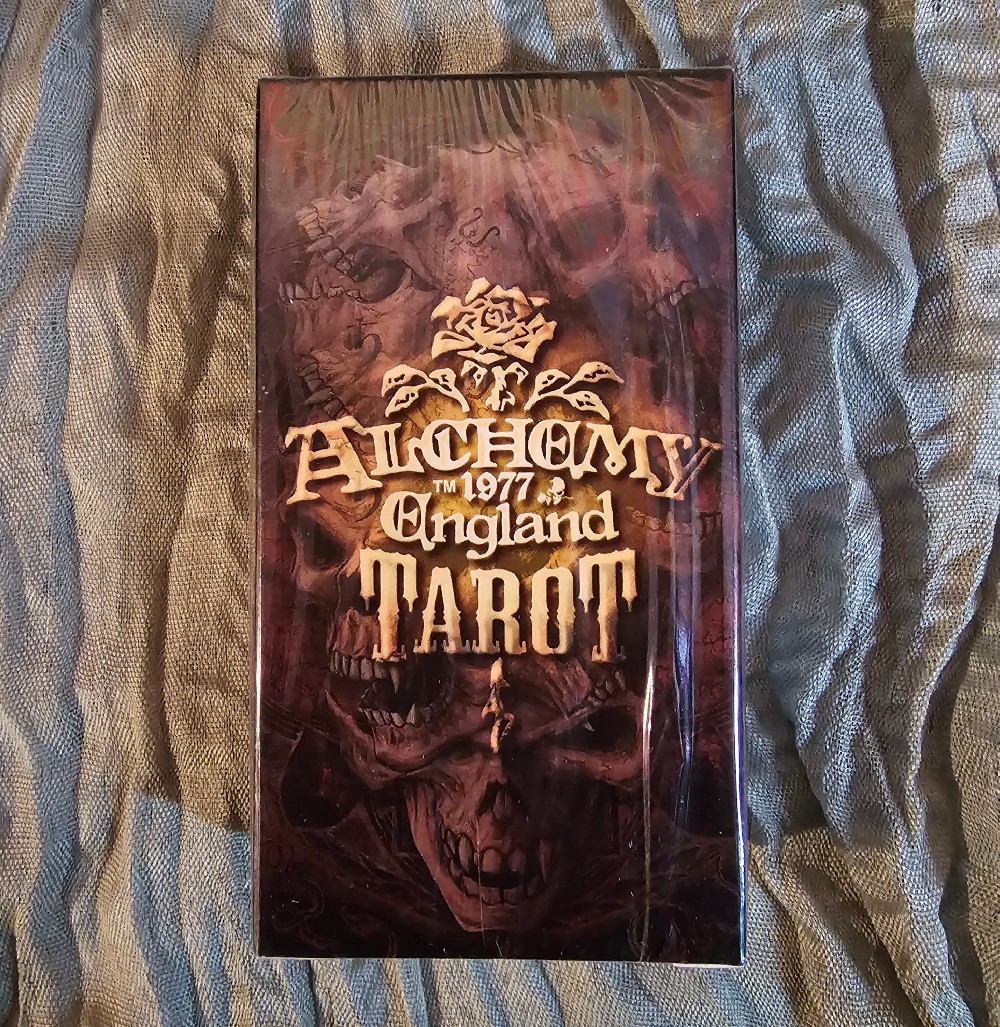 ALCHEMY
TM 1977
England
TAROT